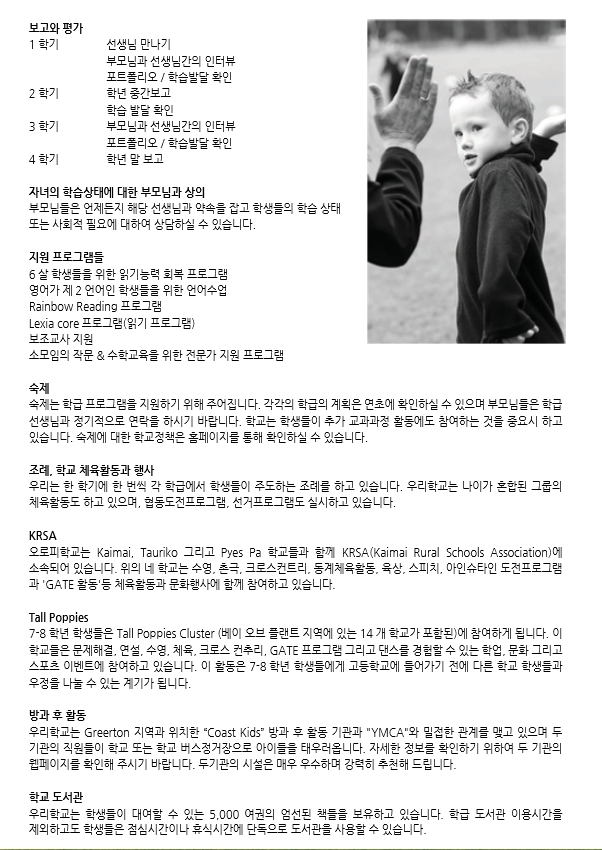 보고와 평가
1 학기 선생님 만나기
부모님과 선생님간의 인터뷰
포트폴리오 / 학습발달 확인
2 학기 학년 중간보고
학습 발달 확인
3 학기 부모님과 선생님간의 인터뷰
포트폴리오 / 학습발달 확인
4 학기 학년 말 보고
자녀의 학습상태에 대한 부모님과 상의
부모님들은 언제든지 해당 선생님과 약속을 잡고 학생들의 학습 상태
또는 사회적 필요에 대하여 상담하실 수 있습니다.
지원 프로그램들
6 살 학생들을 위한 읽기능력 회복 프로그램
영어가 제 2 언어인 학생들을 위한 언어수업
Rainbow Reading 프로그램
Lexia core 프로그램(읽기 프로그램)
보조교사 지원
소모임의 작문 & 수학교육을 위한 전문가 지원 프로그램
숙제
숙제는 학급 프로그램을 지원하기 위해 주어집니다. 각각의 학급의 계획은 연초에 확인하실 수 있으며 부모님들은 학급
선생님과 정기적으로 연락을 하시기 바랍니다. 학교는 학생들이 추가 교과과정 활동에도 참여하는 것을 중요시 하고
있습니다. 숙제에 대한 학교정책은 홈페이지를 통해 확인하실 수 있습니다.
조례, 학교 체육활동과 행사
우리는 한 학기에 한 번씩 각 학급에서 학생들이 주도하는 조례를 하고 있습니다. 우리학교는 나이가 혼합된 그룹의
체육활동도 하고 있으며, 협동도전프로그램, 선거프로그램도 실시하고 있습니다.
KRSA
오로피학교는 Kaimai, Tauriko 그리고 Pyes Pa 학교들과 함께 KRSA(Kaimai Rural Schools Association)에
소속되어 있습니다. 위의 네 학교는 수영, 촌극, 크로스컨트리, 동계체육활동, 육상, 스피치, 아인슈타인 도전프로그램
과 'GATE 활동'등 체육활동과 문화행사에 함께 참여하고 있습니다.
Tall Poppies
7-8 학년 학생들은 Tall Poppies Cluster (베이 오브 플랜트 지역에 있는 14 개 학교가 포함된)에 참여하게 됩니다. 이
학교들은 문제해결, 연설, 수영, 체육, 크로스 컨추리, GATE 프로그램 그리고 댄스를 경험할 수 있는 학업, 문화 그리고
스포츠 이벤트에 참여하고 있습니다. 이 활동은 7-8 학년 학생들에게 고등학교에 들어가기 전에 다른 학교 학생들과
우정을 나눌 수 있는 계기가 됩니다.
방과 후 활동
우리학교는 Greerton 지역과 위치한 “Coast Kids” 방과 후 활동 기관과 "YMCA"와 밀접한 관계를 맺고 있으며 두
기관의 직원들이 학교 또는 학교 버스정거장으로 아이들을 태우러옵니다. 자세한 정보를 확인하기 위하여 두 기관의
웹페이지를 확인해 주시기 바랍니다. 두기관의 시설은 매우 우수하며 강력히 추천해 드립니다.
학교 도서관
우리학교는 학생들이 대여할 수 있는 5,000 여권의 엄선된 책들을 보유하고 있습니다. 학급 도서관 이용시간을
제외하고도 학생들은 점심시간이나 휴식시간에 단독으로 도서관을 사용할 수 있습니다.